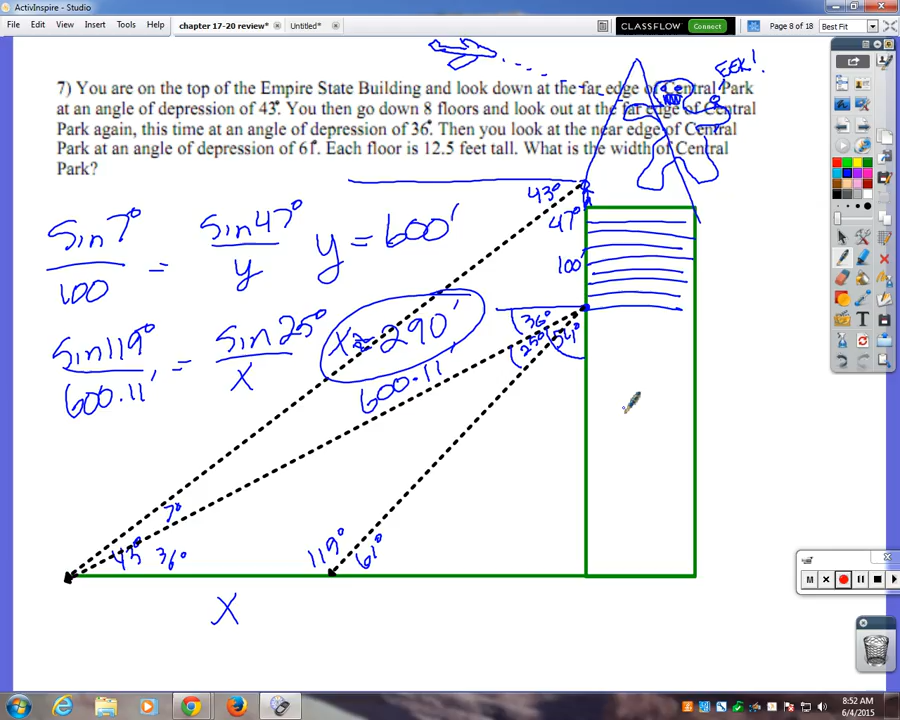 ActivInspire - Studio
File Edit View Insert Tools Help
chapter 17-20 review* Untitled* CLASSFLOW Connect Page 8 of 18 Best Fit
EEK!
7) You are on the top of the Empire State Building and look down at the far edge of Central Park
at an angle of depression of 43°. You then go down 8 floors and look out at the far edge of Central
Park again, this time at an angle of depression of 36°. Then you look at the near edge of Central
Park at an angle of depression of 61°. Each floor is 12.5 feet tall. What is the width of Central
Park?
43°
47°
100'
Sin 7° / 100 = Sin 47° / y y = 600'
36°
25° 54°
Sin 119° / 600.11' = Sin 25° / x x = 290'
600.11'
7°
43° 36° 119° 61°
X
M
8:52 AM
6/4/2015